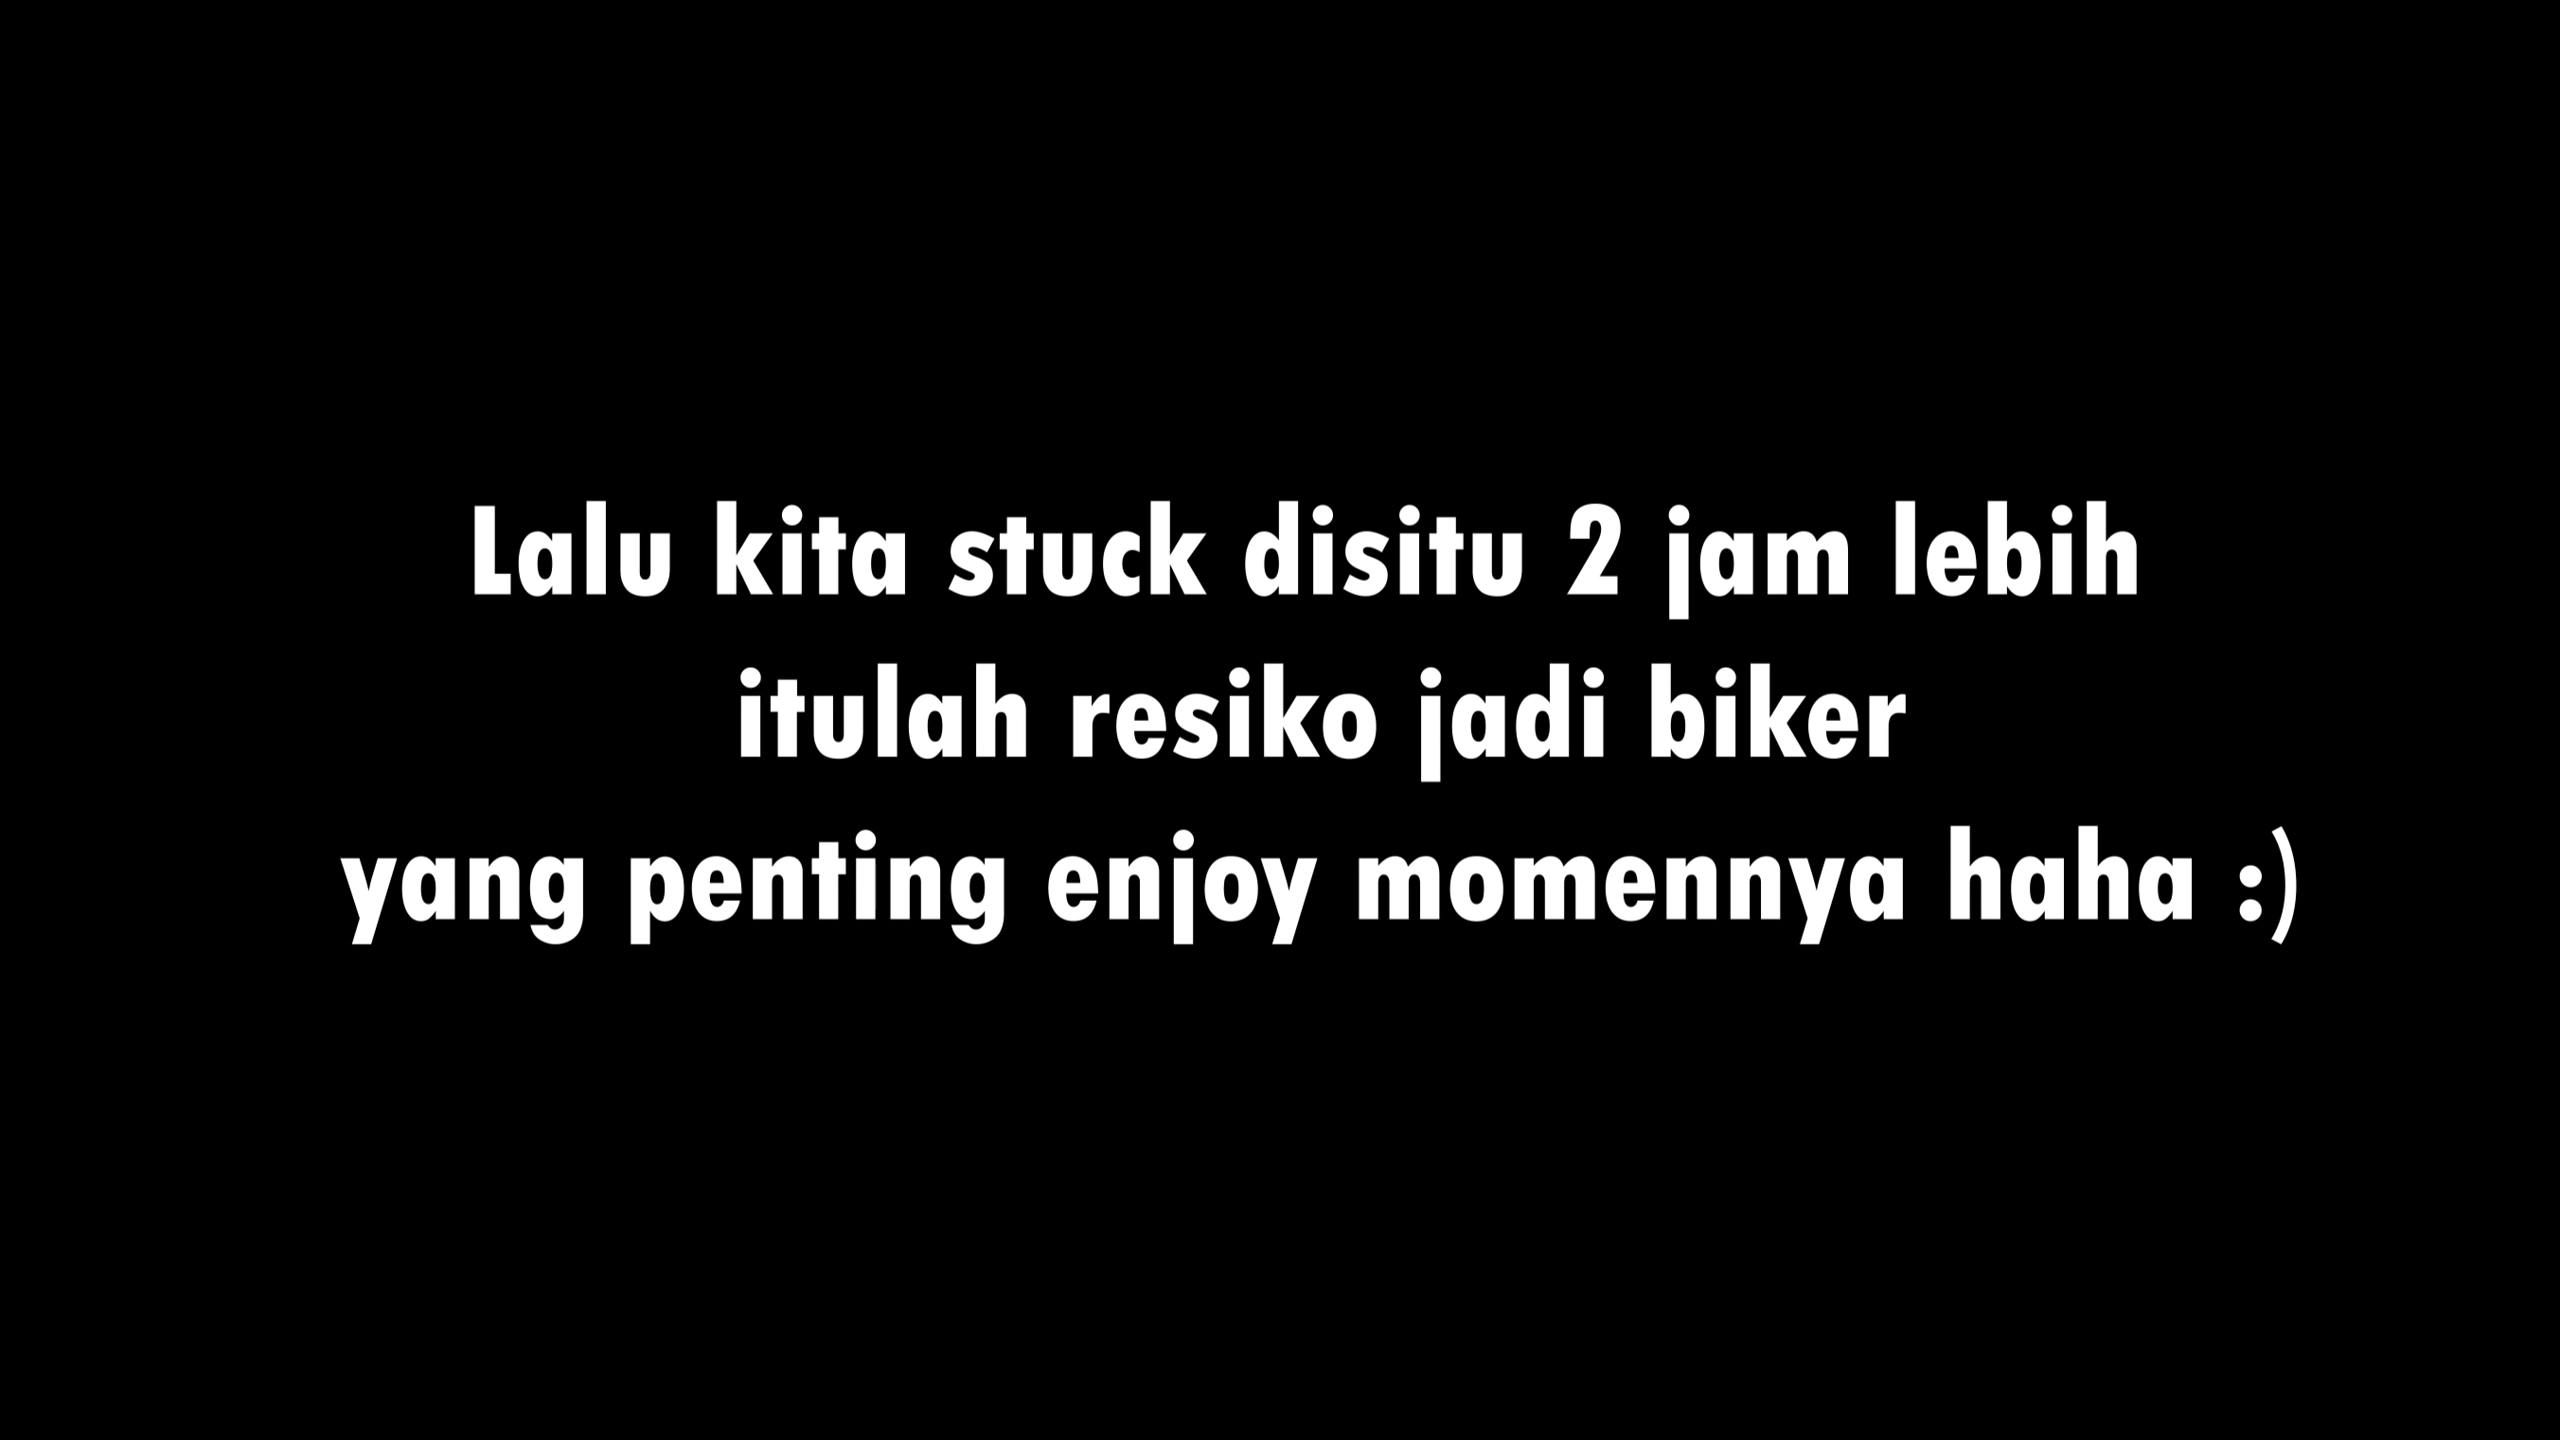 Lalu kita stuck disitu 2 jam lebih
itulah resiko jadi biker
yang penting enjoy momennya haha :)